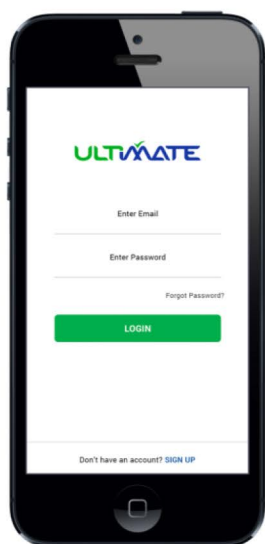 ULTIMATE
Enter Email
Enter Password
Forgot Password?
LOGIN
Don't have an account? SIGN UP